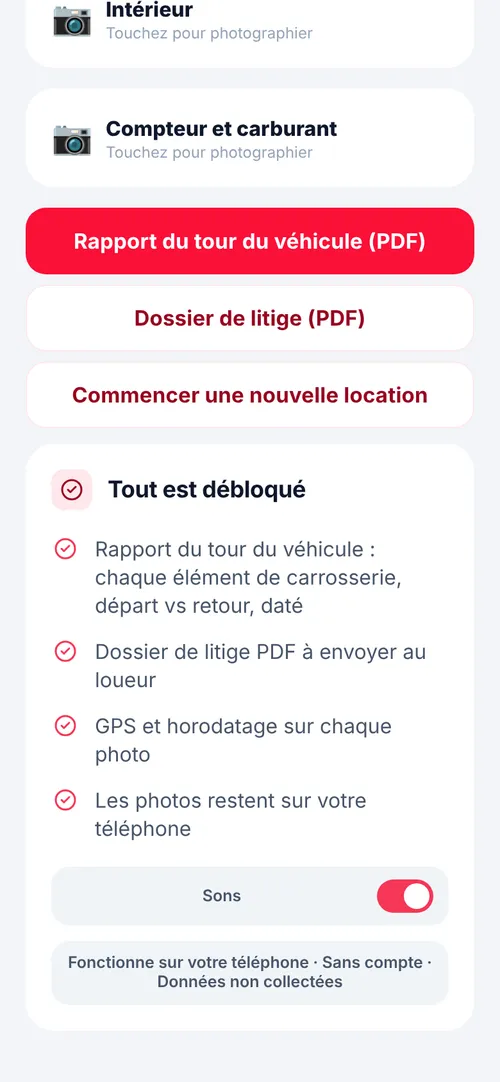 Intérieur
Touchez pour photographier
Compteur et carburant
Touchez pour photographier
Rapport du tour du véhicule (PDF)
Dossier de litige (PDF)
Commencer une nouvelle location
Tout est débloqué
Rapport du tour du véhicule :
chaque élément de carrosserie,
départ vs retour, daté
Dossier de litige PDF à envoyer au
loueur
GPS et horodatage sur chaque
photo
Les photos restent sur votre
téléphone
Sons
Fonctionne sur votre téléphone · Sans compte ·
Données non collectées